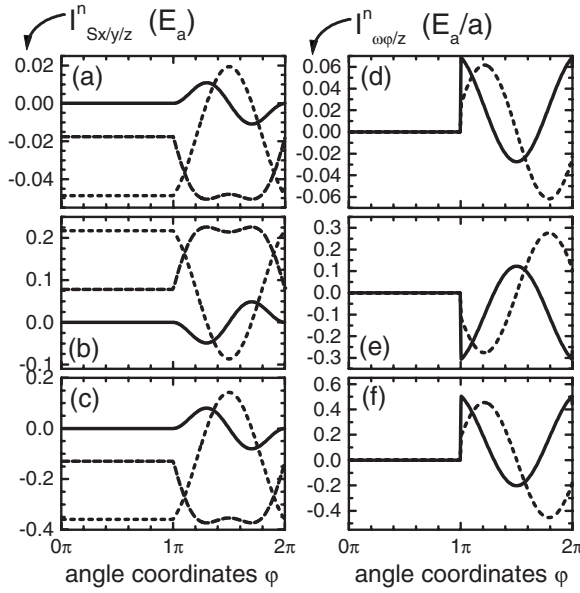 I^n_{Sx/y/z} (E_a)
I^n_{ωφ/z} (E_a/a)
0.02
0.00
-0.02
-0.04
(a)
0.06
0.04
0.02
0.00
-0.02
-0.04
-0.06
(d)
0.2
0.1
0.0
-0.1
(b)
0.3
0.2
0.1
0.0
-0.1
-0.2
-0.3
(e)
0.2
0.0
-0.2
-0.4
(c)
0.4
0.2
0.0
-0.2
-0.4
(f)
0π 1π 2π
0π 1π 2π
angle coordinates φ
angle coordinates φ